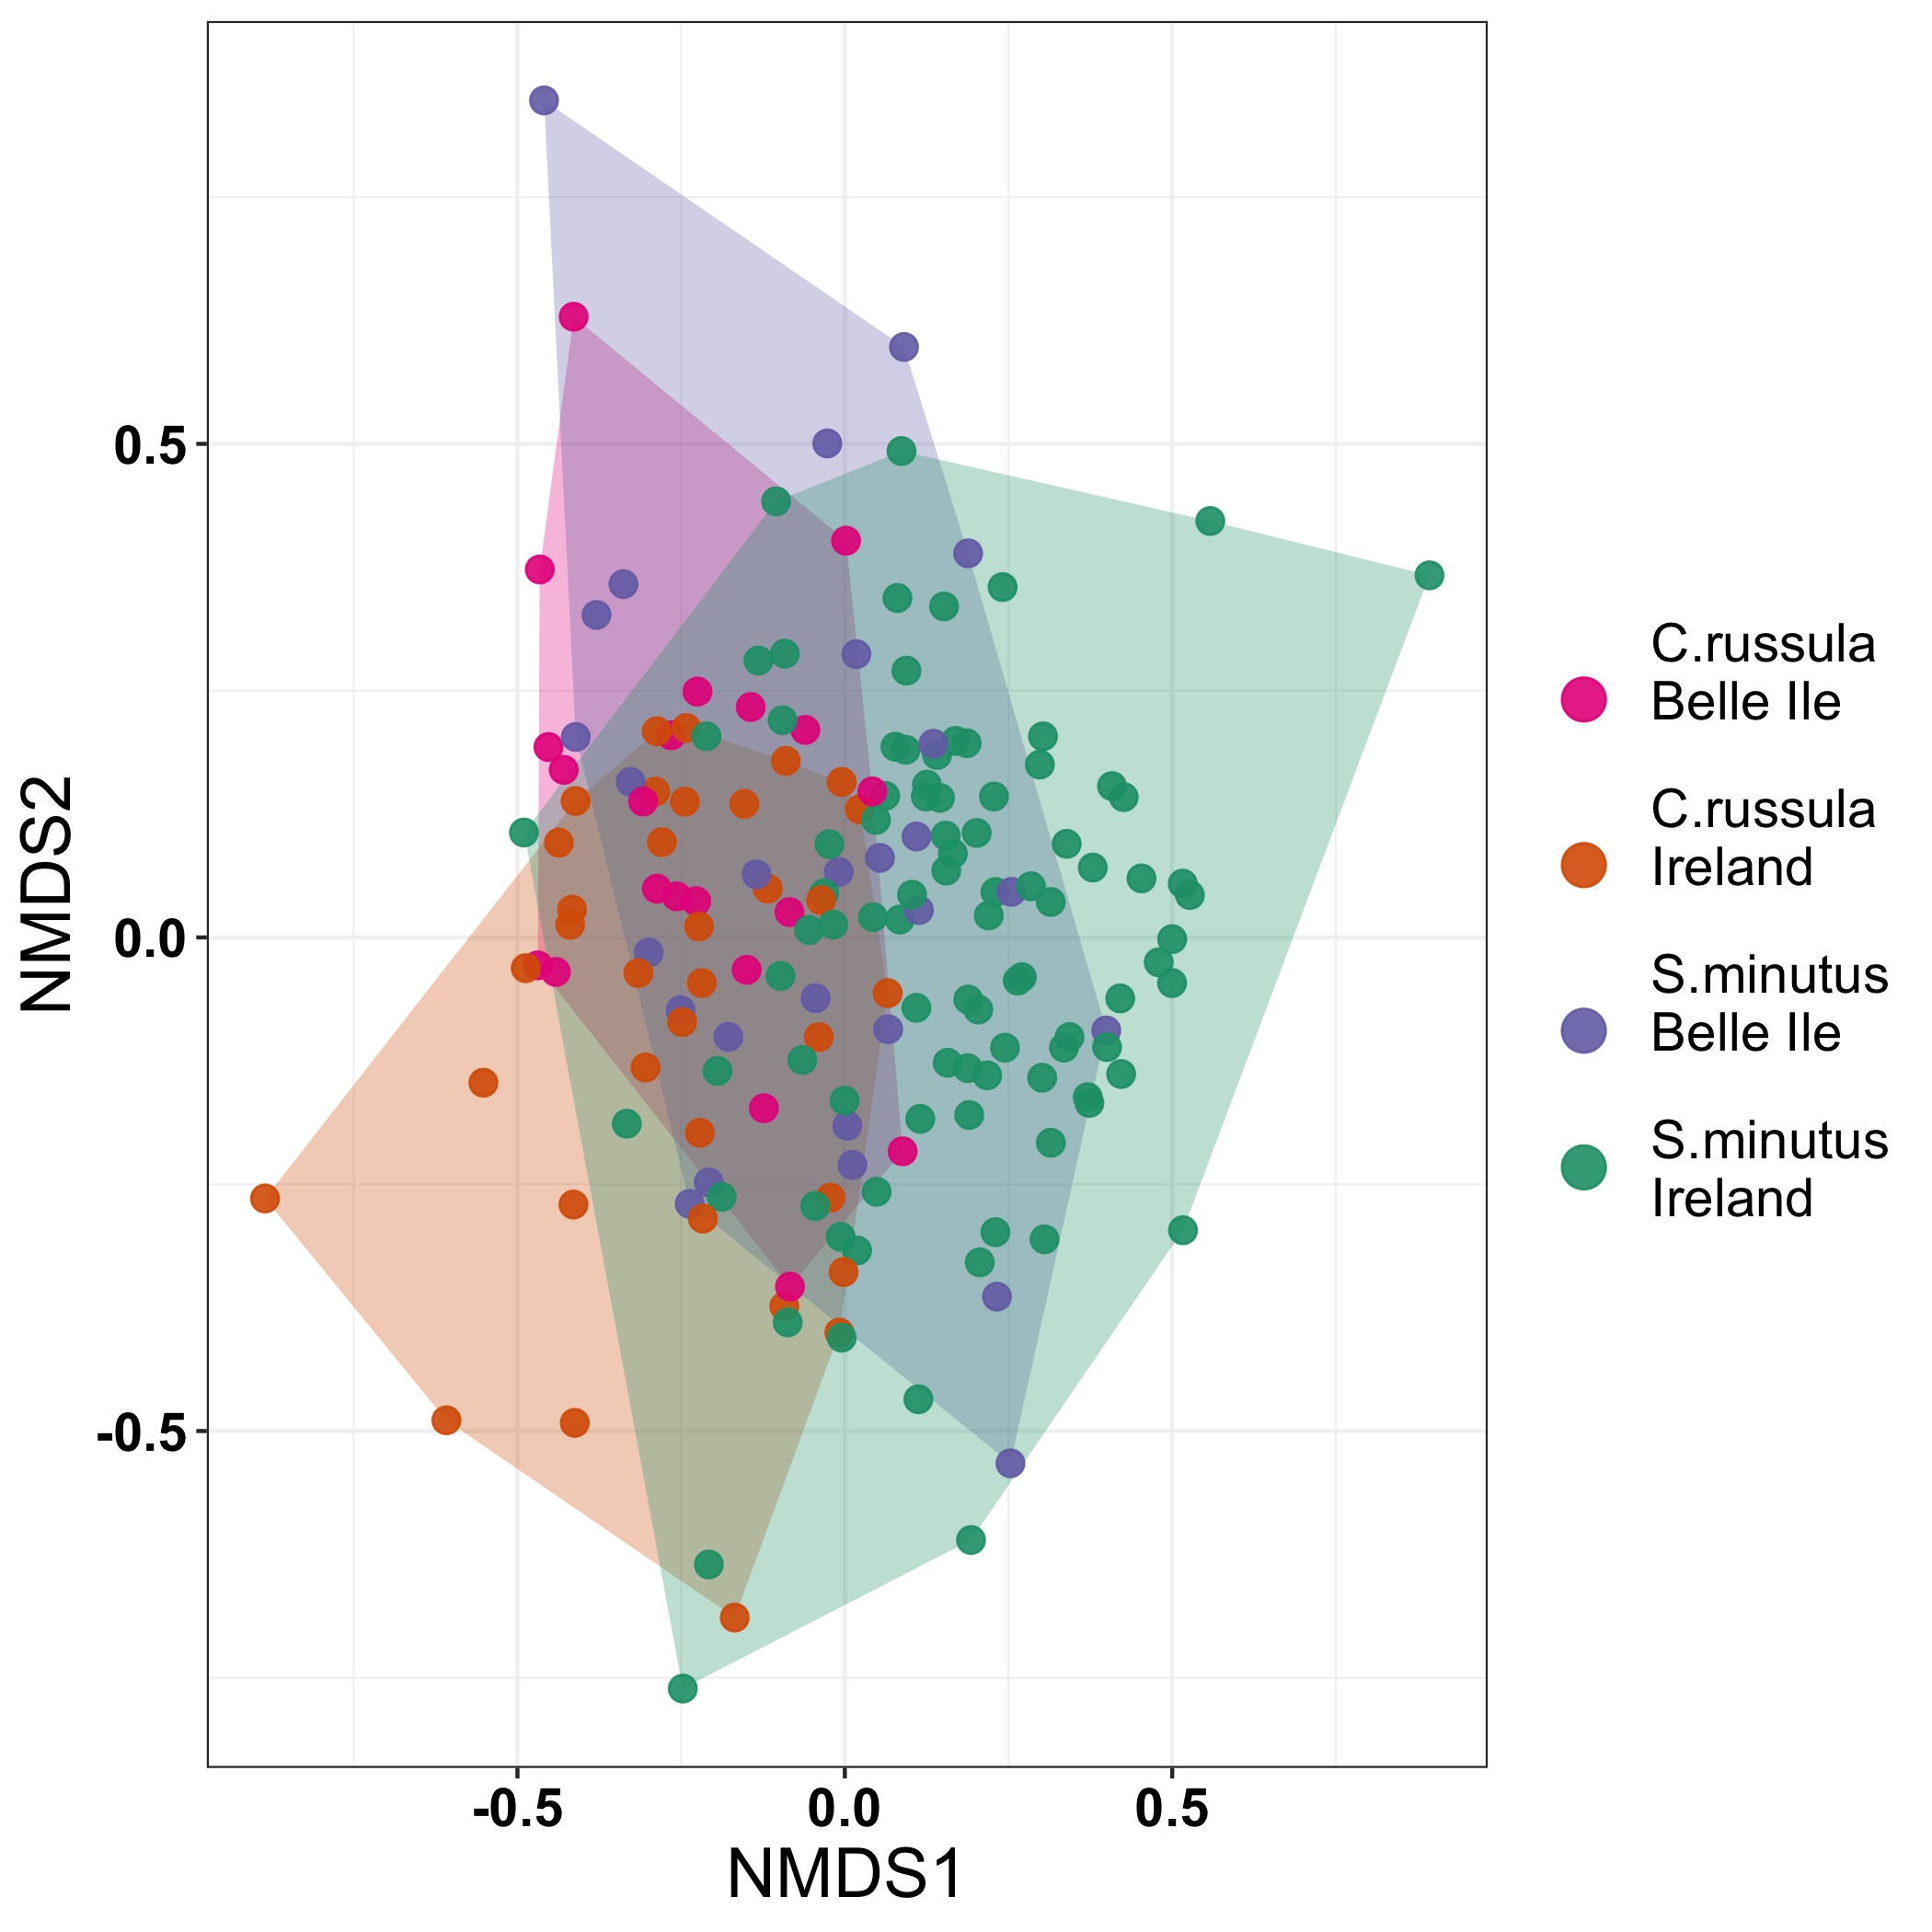 NMDS2
0.5
0.0
-0.5
-0.5 0.0 0.5
NMDS1
C.russula
Belle Ile
C.russula
Ireland
S.minutus
Belle Ile
S.minutus
Ireland